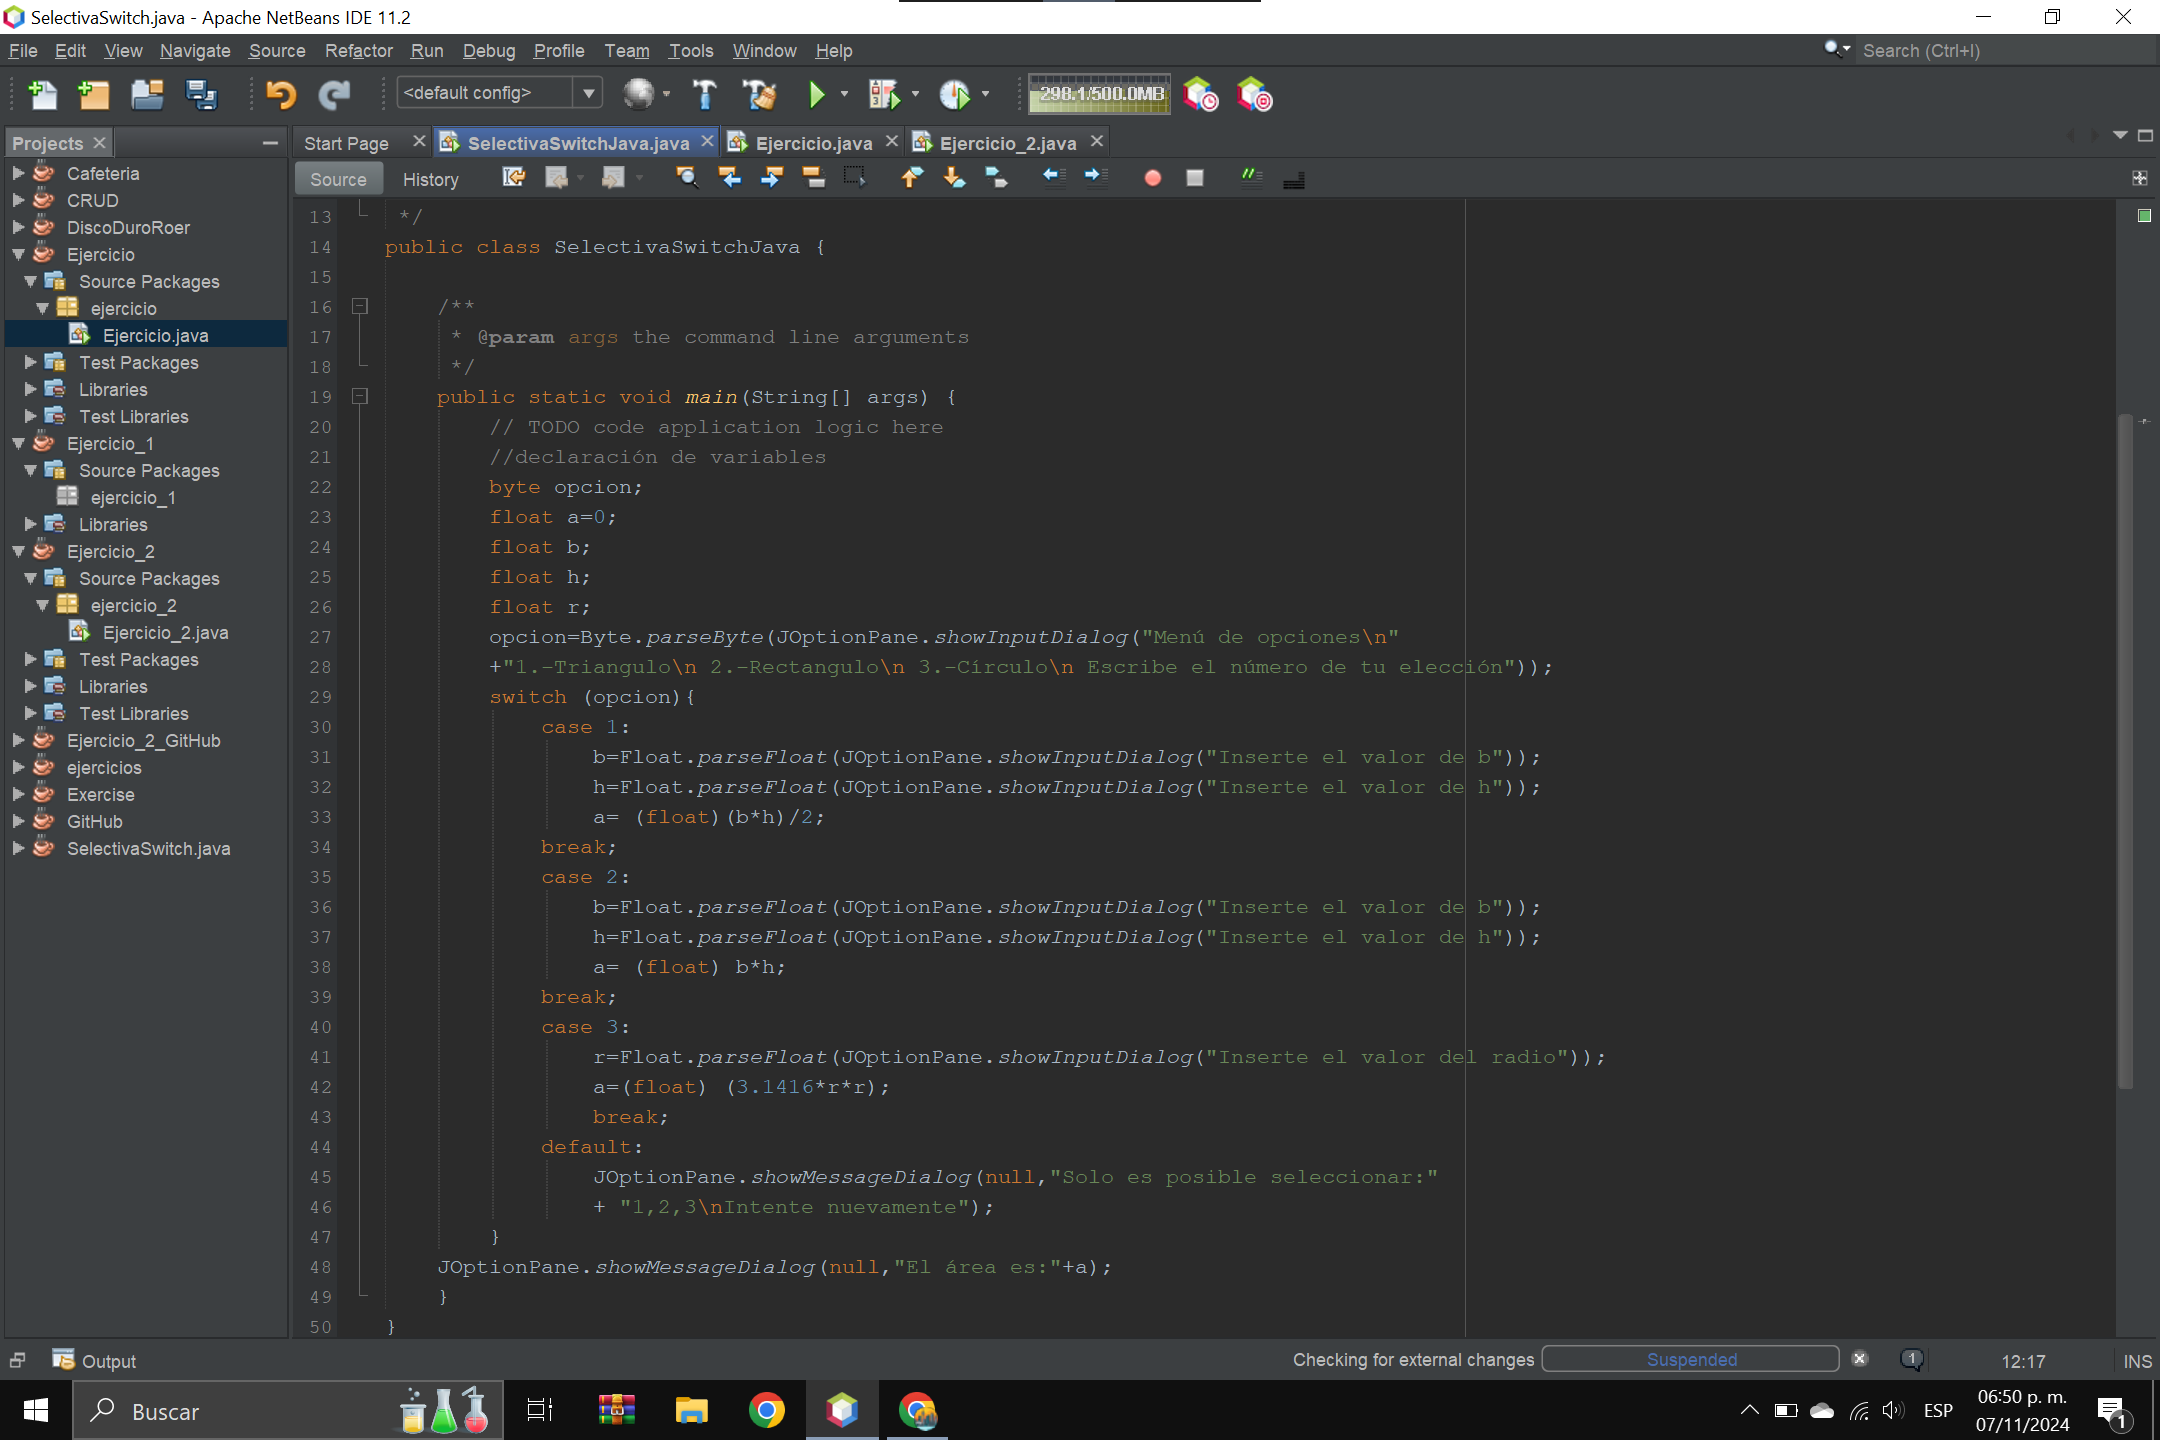 SelectivaSwitch.java - Apache NetBeans IDE 11.2
File Edit View Navigate Source Refactor Run Debug Profile Team Tools Window Help
Search (Ctrl+I)
<default config>
298.1/500.0MB
Projects
Start Page
SelectivaSwitchJava.java
Ejercicio.java
Ejercicio_2.java
Source
History
Cafeteria
CRUD
DiscoDuroRoer
Ejercicio
Source Packages
ejercicio
Ejercicio.java
Test Packages
Libraries
Test Libraries
Ejercicio_1
Source Packages
ejercicio_1
Libraries
Ejercicio_2
Source Packages
ejercicio_2
Ejercicio_2.java
Test Packages
Libraries
Test Libraries
Ejercicio_2_GitHub
ejercicios
Exercise
GitHub
SelectivaSwitch.java
13 */
14 public class SelectivaSwitchJava {
15
16 /**
17 * @param args the command line arguments
18 */
19 public static void main(String[] args) {
20 // TODO code application logic here
21 //declaración de variables
22 byte opcion;
23 float a=0;
24 float b;
25 float h;
26 float r;
27 opcion=Byte.parseByte(JOptionPane.showInputDialog("Menú de opciones\n"
28 +"1.-Triangulo\n 2.-Rectangulo\n 3.-Círculo\n Escribe el número de tu elección"));
29 switch (opcion){
30 case 1:
31 b=Float.parseFloat(JOptionPane.showInputDialog("Inserte el valor de b"));
32 h=Float.parseFloat(JOptionPane.showInputDialog("Inserte el valor de h"));
33 a= (float)(b*h)/2;
34 break;
35 case 2:
36 b=Float.parseFloat(JOptionPane.showInputDialog("Inserte el valor de b"));
37 h=Float.parseFloat(JOptionPane.showInputDialog("Inserte el valor de h"));
38 a= (float) b*h;
39 break;
40 case 3:
41 r=Float.parseFloat(JOptionPane.showInputDialog("Inserte el valor del radio"));
42 a=(float) (3.1416*r*r);
43 break;
44 default:
45 JOptionPane.showMessageDialog(null,"Solo es posible seleccionar:"
46 + "1,2,3\nIntente nuevamente");
47 }
48 JOptionPane.showMessageDialog(null,"El área es:"+a);
49 }
50 }
Output
Checking for external changes
Suspended
1
12:17
INS
Buscar
ESP
06:50 p. m.
07/11/2024
1